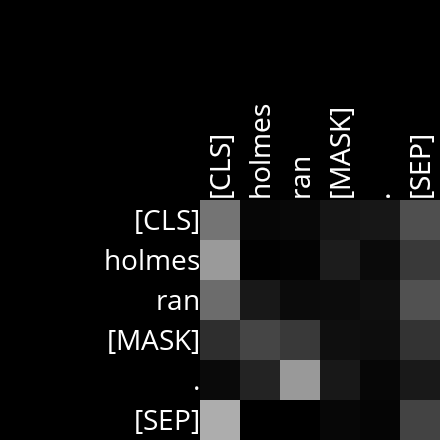 [CLS] holmes ran [MASK] . [SEP]
[CLS]
holmes
ran
[MASK]
.
[SEP]